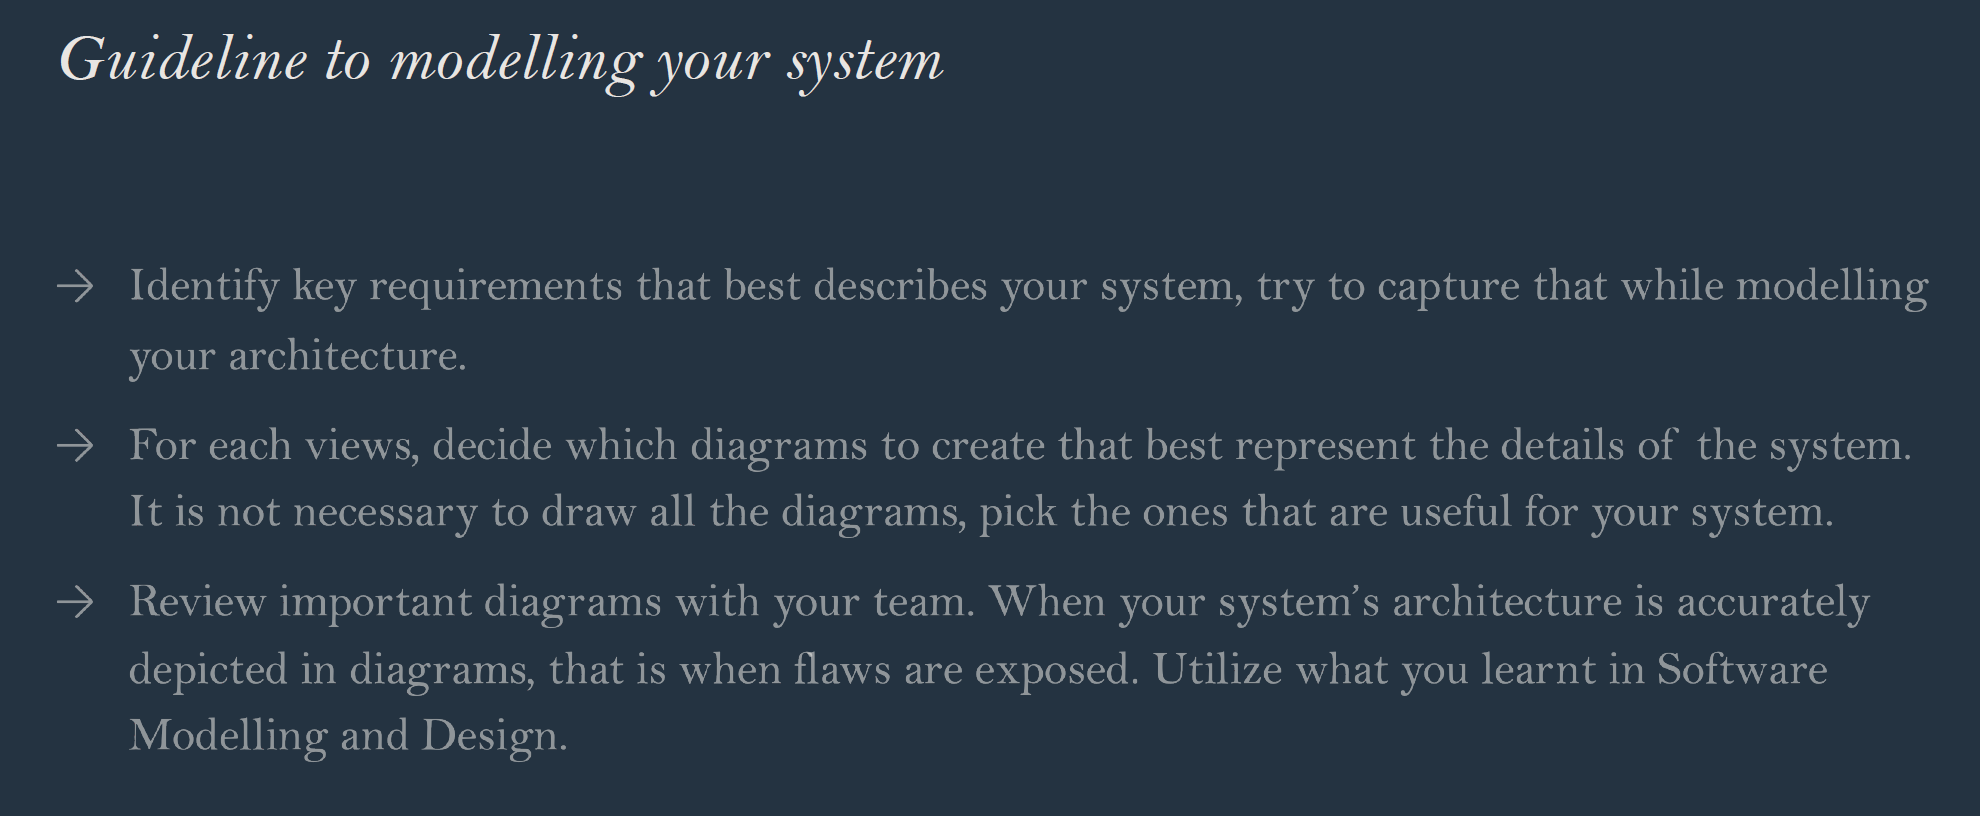 Guideline to modelling your system
→ Identify key requirements that best describes your system, try to capture that while modelling
your architecture.
→ For each views, decide which diagrams to create that best represent the details of the system.
It is not necessary to draw all the diagrams, pick the ones that are useful for your system.
→ Review important diagrams with your team. When your system’s architecture is accurately
depicted in diagrams, that is when flaws are exposed. Utilize what you learnt in Software
Modelling and Design.